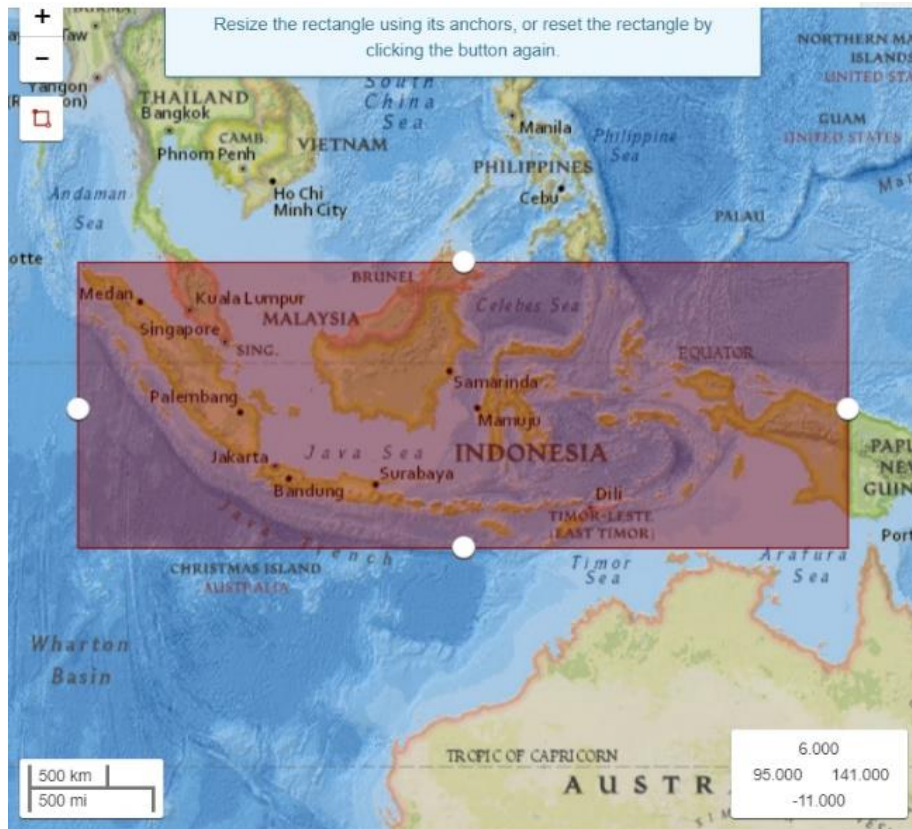 Resize the rectangle using its anchors, or reset the rectangle by
clicking the button again.
+
−
Taw
NORTHERN MA
ISLANDS
UNITED STATES
Yangon
THAILAND
Bangkok
South
China
Sea
Manila
Philippine
Sea
GUAM
UNITED STATES
CAMB.
VIETNAM
Phnom Penh
PHILIPPINES
Cebu
Ho Chi
Minh City
Andaman
Sea
PALAU
otte
BRUNEI
Medan
Kuala Lumpur
MALAYSIA
Celebes Sea
Singapore
SING.
EQUATOR
Samarinda
Palembang
Mamuju
Java Sea
INDONESIA
Jakarta
Surabaya
Bandung
Dili
PAPU
NEW
GUIN
TIMOR-LESTE
(EAST TIMOR)
Java Trench
Port
CHRISTMAS ISLAND
AUSTRALIA
Timor
Sea
Arafura
Sea
Wharton
Basin
TROPIC OF CAPRICORN
AUSTR
500 km
500 mi
6.000
95.000 141.000
-11.000